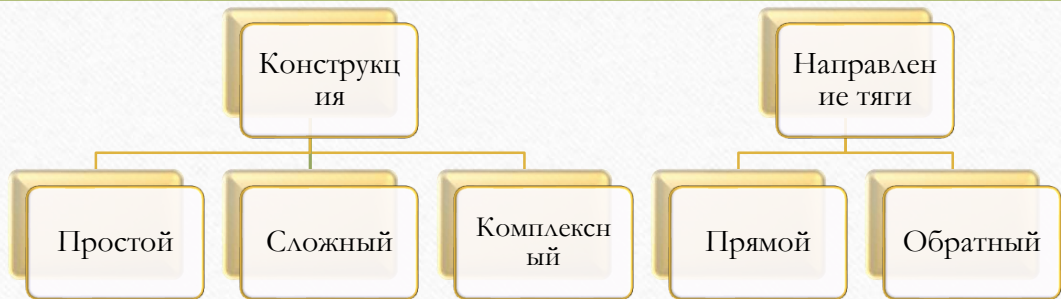 Конструкц
ия
Направлен
ие тяги
Простой
Сложный
Комплексн
ый
Прямой
Обратный